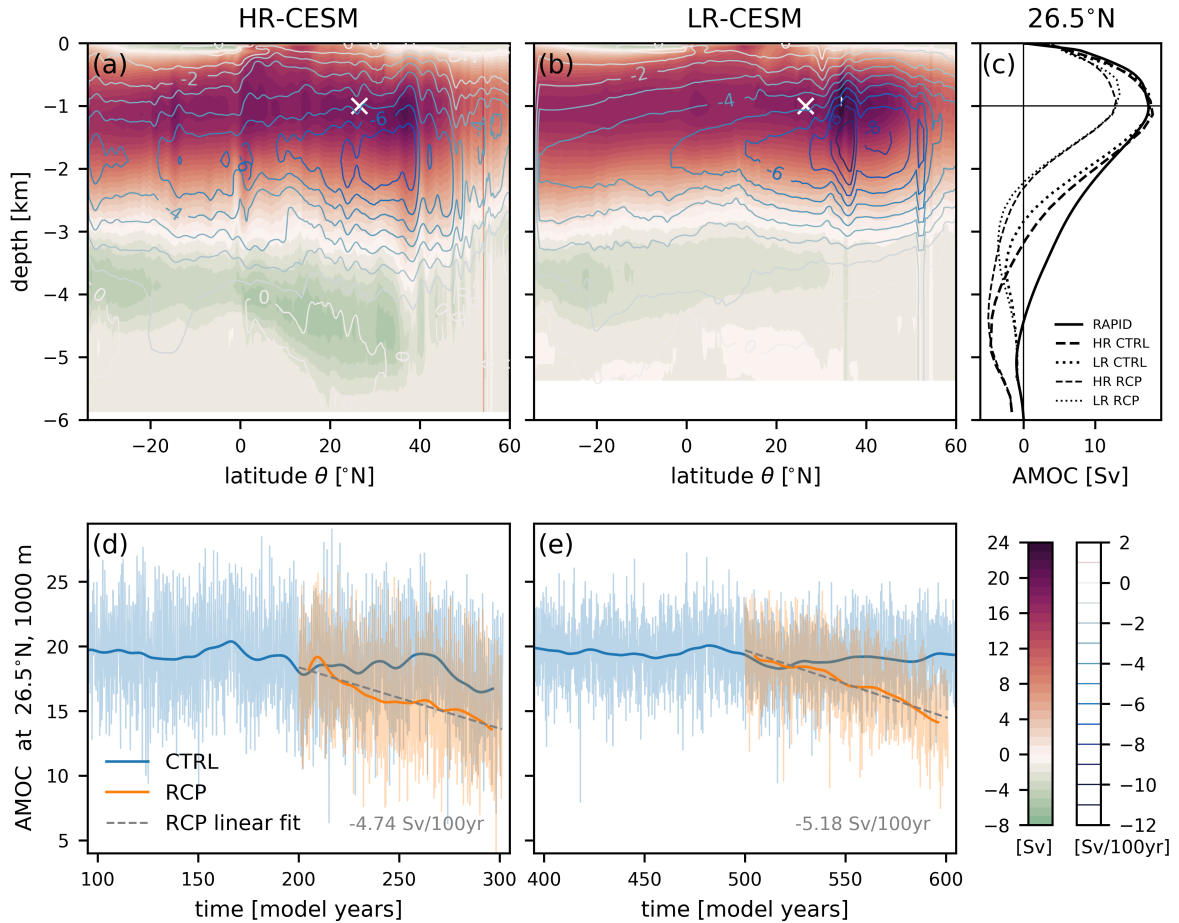 HR-CESM LR-CESM 26.5°N
(a) (b) (c)
0
−1
−2
−3
−4
−5
−6
depth [km]
-2
-6
-6
-4
0
0
0
-2
-4
-6
-6
0
RAPID
HR CTRL
LR CTRL
HR RCP
LR RCP
−20 0 20 40 60
latitude θ [°N]
−20 0 20 40 60
latitude θ [°N]
0 10
AMOC [Sv]
(d) (e)
AMOC at 26.5°N, 1000 m
25
20
15
10
5
CTRL
RCP
RCP linear fit
-4.74 Sv/100yr
-5.18 Sv/100yr
100 150 200 250 300
time [model years]
400 450 500 550 600
time [model years]
24
20
16
12
8
4
0
−4
−8
[Sv]
2
0
−2
−4
−6
−8
−10
−12
[Sv/100yr]